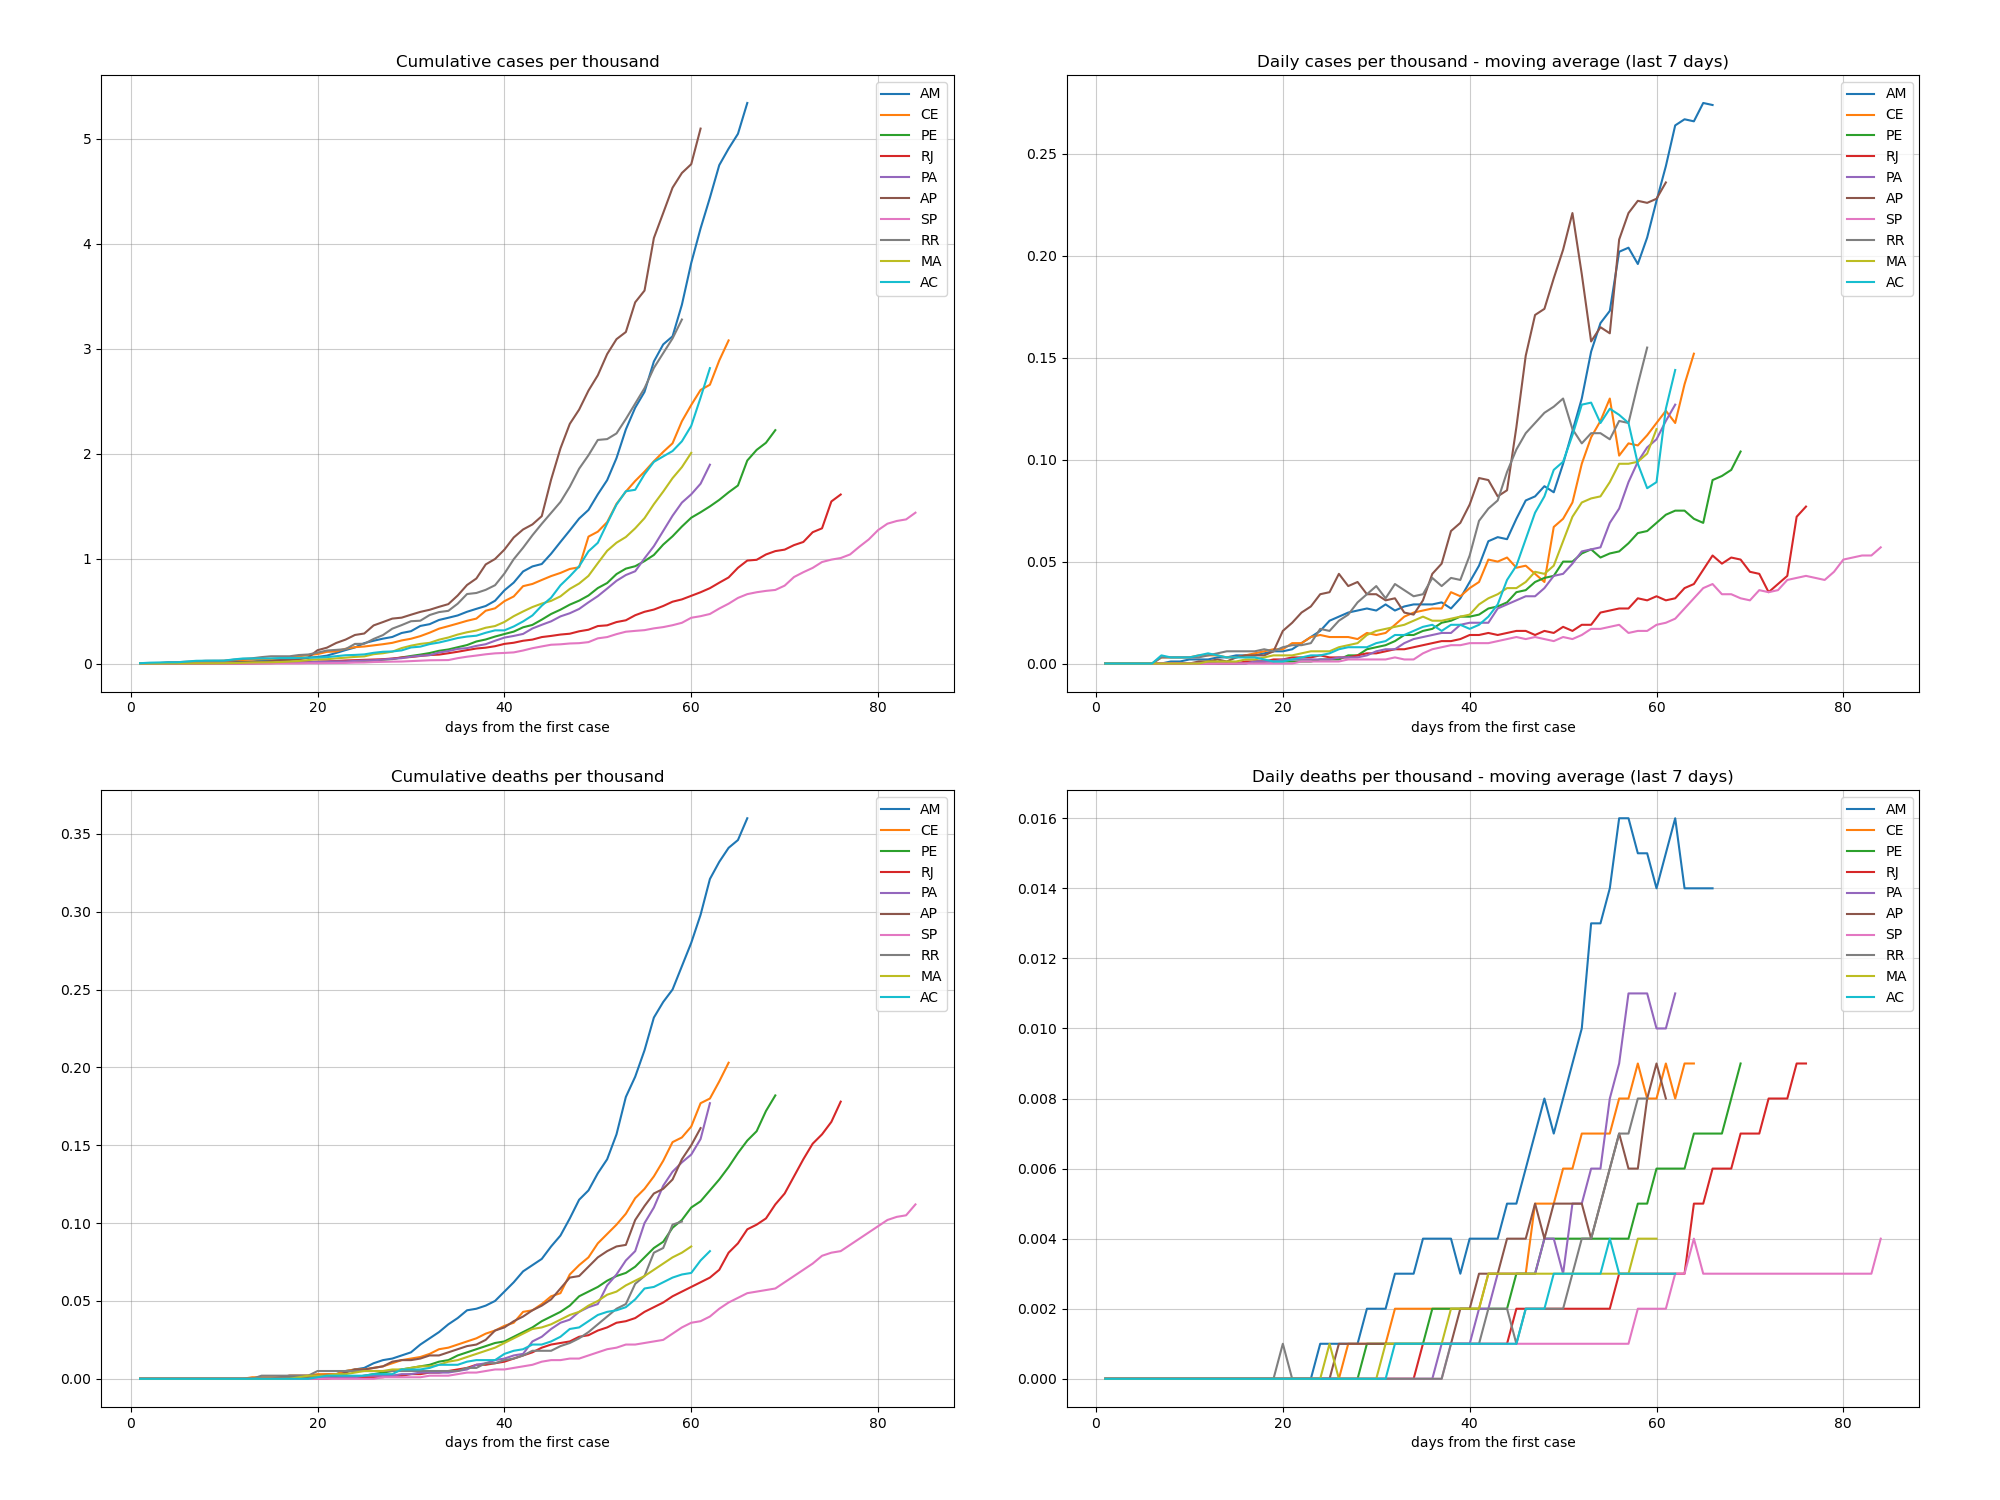 Cumulative cases per thousand
5
4
3
2
1
0
0 20 40 60 80
days from the first case
AM
CE
PE
RJ
PA
AP
SP
RR
MA
AC
Daily cases per thousand - moving average (last 7 days)
0.25
0.20
0.15
0.10
0.05
0.00
0 20 40 60 80
days from the first case
AM
CE
PE
RJ
PA
AP
SP
RR
MA
AC
Cumulative deaths per thousand
0.35
0.30
0.25
0.20
0.15
0.10
0.05
0.00
0 20 40 60 80
days from the first case
AM
CE
PE
RJ
PA
AP
SP
RR
MA
AC
Daily deaths per thousand - moving average (last 7 days)
0.016
0.014
0.012
0.010
0.008
0.006
0.004
0.002
0.000
0 20 40 60 80
days from the first case
AM
CE
PE
RJ
PA
AP
SP
RR
MA
AC